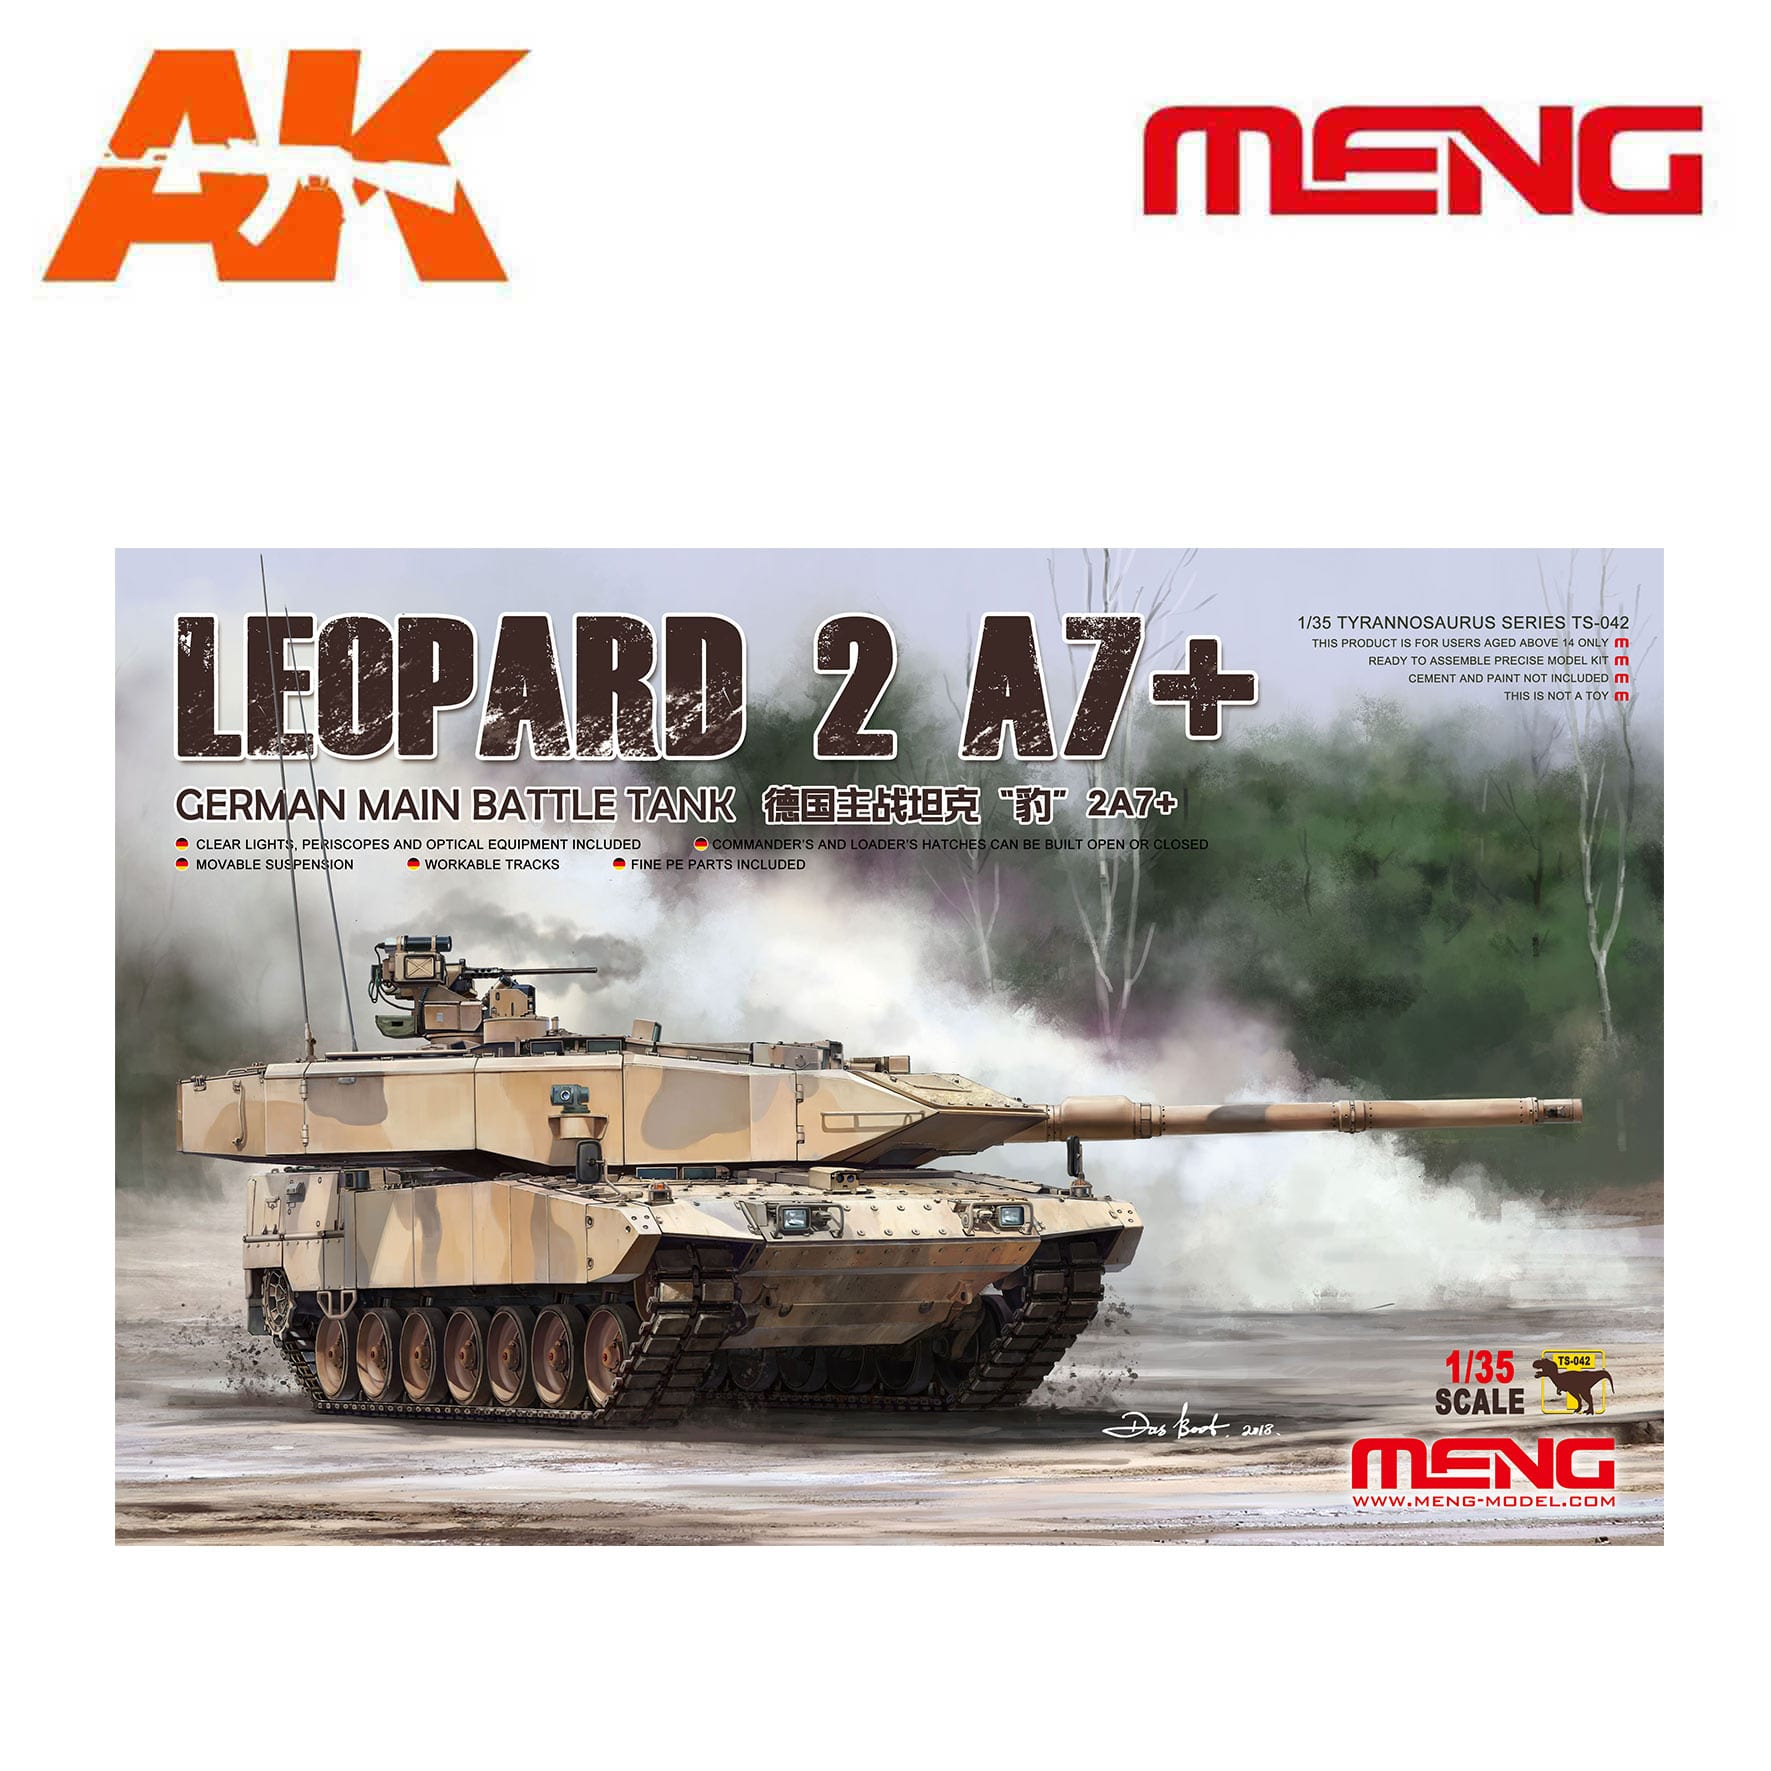 AK
MENG
LEOPARD 2 A7+
1/35 TYRANNOSAURUS SERIES TS-042
THIS PRODUCT IS FOR USERS AGED ABOVE 14 ONLY
READY TO ASSEMBLE PRECISE MODEL KIT
CEMENT AND PAINT NOT INCLUDED
THIS IS NOT A TOY
GERMAN MAIN BATTLE TANK 德国主战坦克 “豹” 2A7+
CLEAR LIGHTS, PERISCOPES AND OPTICAL EQUIPMENT INCLUDED COMMANDER'S AND LOADER'S HATCHES CAN BE BUILT OPEN OR CLOSED
MOVABLE SUSPENSION WORKABLE TRACKS FINE PE PARTS INCLUDED
1/35
SCALE
TS-042
Das Boot. 2018.
MENG
WWW.MENG-MODEL.COM